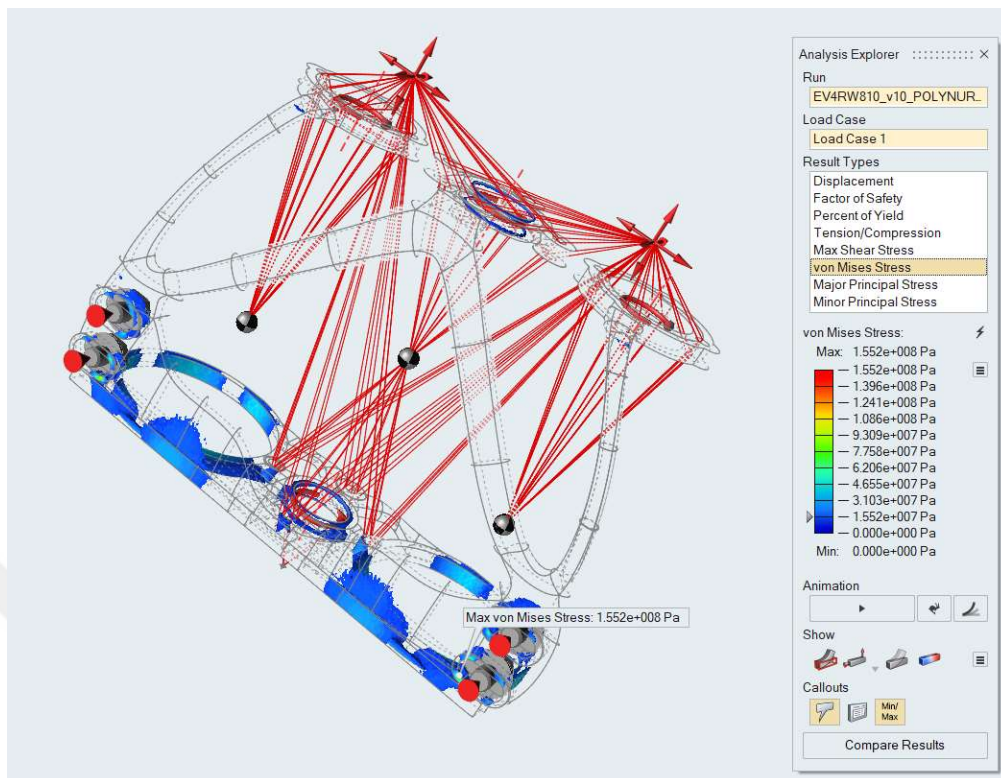 Analysis Explorer
Run
EV4RW810_v10_POLYNUR...
Load Case
Load Case 1
Result Types
Displacement
Factor of Safety
Percent of Yield
Tension/Compression
Max Shear Stress
von Mises Stress
Major Principal Stress
Minor Principal Stress
von Mises Stress:
Max: 1.552e+008 Pa
1.552e+008 Pa
1.396e+008 Pa
1.241e+008 Pa
1.086e+008 Pa
9.309e+007 Pa
7.758e+007 Pa
6.206e+007 Pa
4.655e+007 Pa
3.103e+007 Pa
1.552e+007 Pa
0.000e+000 Pa
Min: 0.000e+000 Pa
Animation
Show
Callouts
Min/
Max
Compare Results
Max von Mises Stress: 1.552e+008 Pa